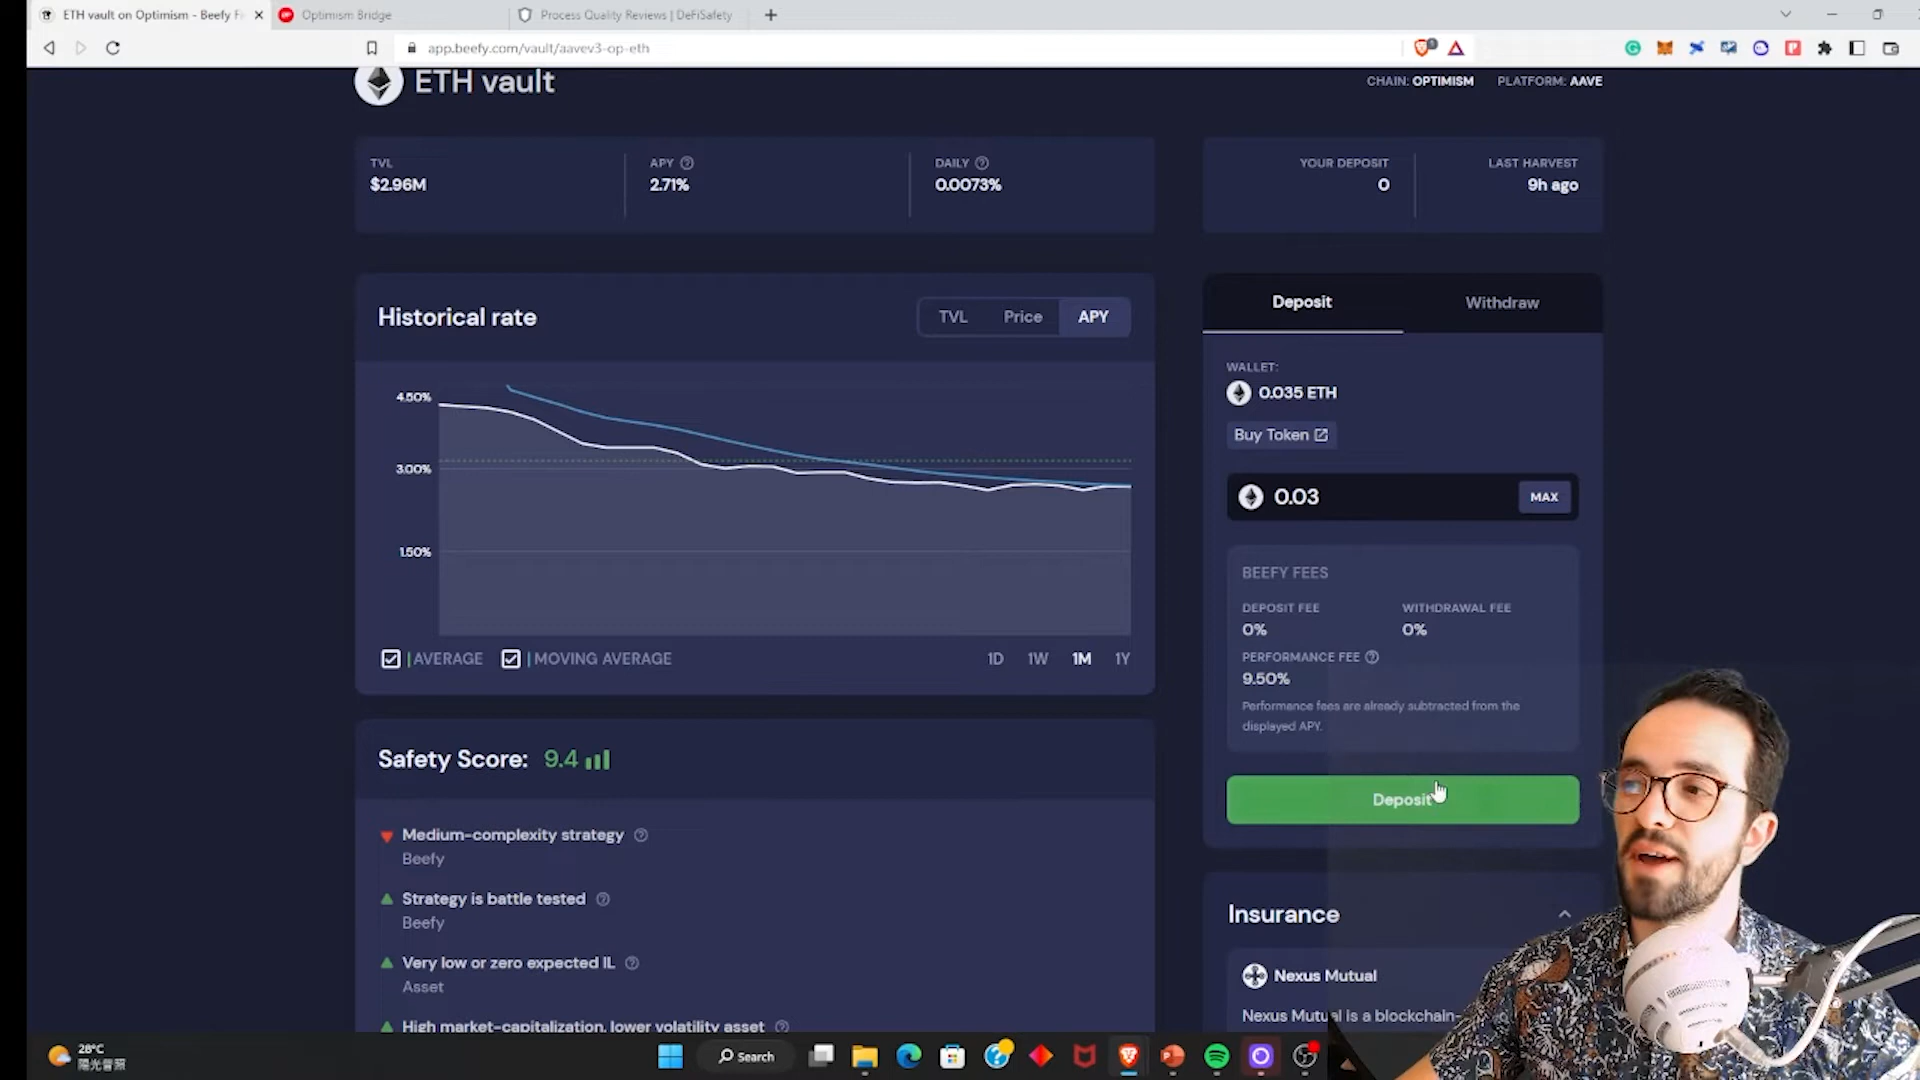 ETH vault on Optimism - Beefy Fi
Optimism Bridge
Process Quality Reviews | DeFiSafety
app.beefy.com/vault/aavev3-op-eth
ETH vault
CHAIN: OPTIMISM
PLATFORM: AAVE
TVL
$2.96M
APY
2.71%
DAILY
0.0073%
YOUR DEPOSIT
0
LAST HARVEST
9h ago
Historical rate
TVL
Price
APY
4.50%
3.00%
1.50%
AVERAGE
MOVING AVERAGE
1D
1W
1M
1Y
Deposit
Withdraw
WALLET:
0.035 ETH
Buy Token
0.03
MAX
BEEFY FEES
DEPOSIT FEE
WITHDRAWAL FEE
0%
0%
PERFORMANCE FEE
9.50%
Performance fees are already subtracted from the
displayed APY.
Deposit
Safety Score: 9.4
Medium-complexity strategy
Beefy
Strategy is battle tested
Beefy
Very low or zero expected IL
Asset
High market-capitalization, lower volatility asset
Insurance
Nexus Mutual
Nexus Mutual is a blockchain-
28°C
Search